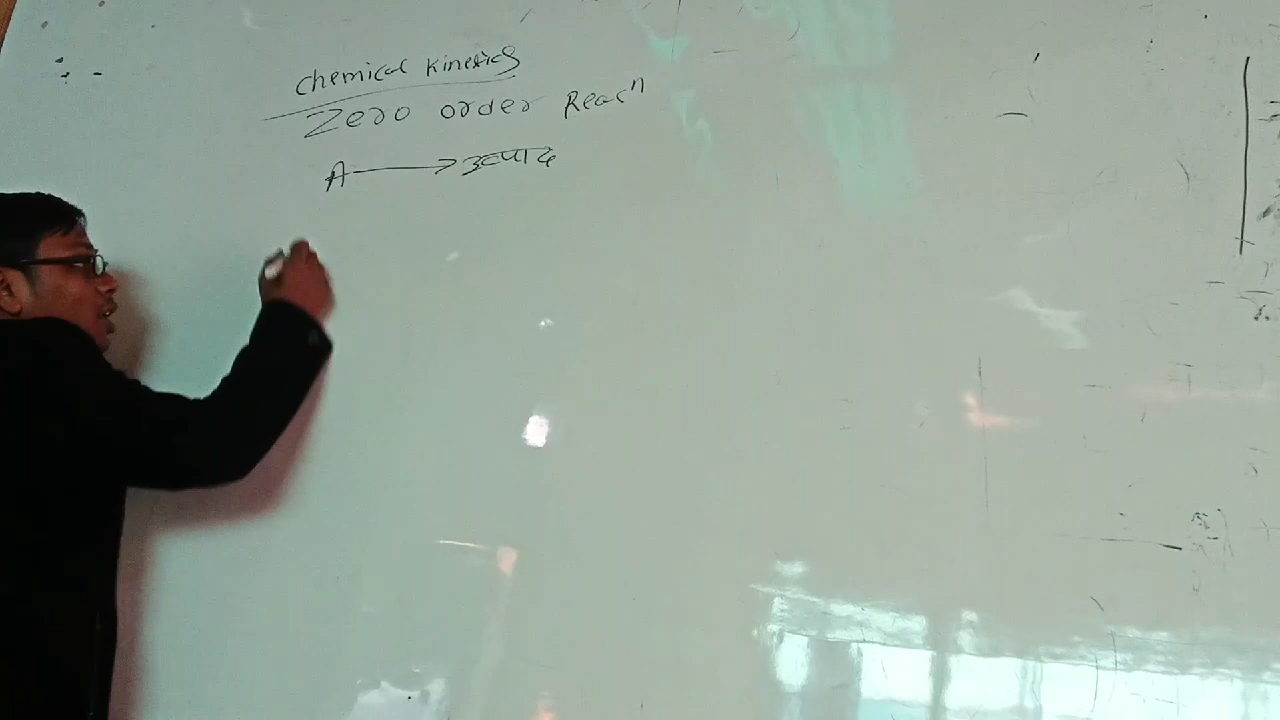 chemical kinetics
Zero order Reacⁿ
A ⟶ उत्पाद